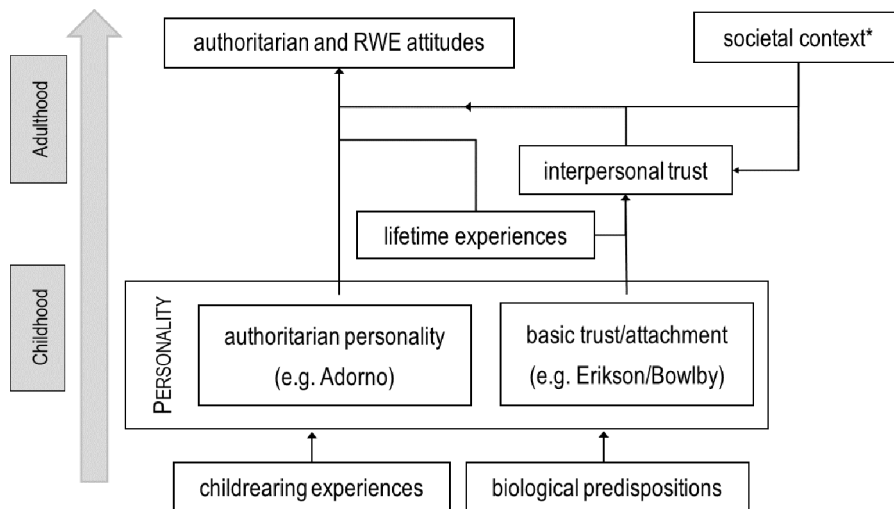 authoritarian and RWE attitudes
societal context*
Adulthood
interpersonal trust
lifetime experiences
Childhood
PERSONALITY
authoritarian personality
(e.g. Adorno)
basic trust/attachment
(e.g. Erikson/Bowlby)
childrearing experiences
biological predispositions